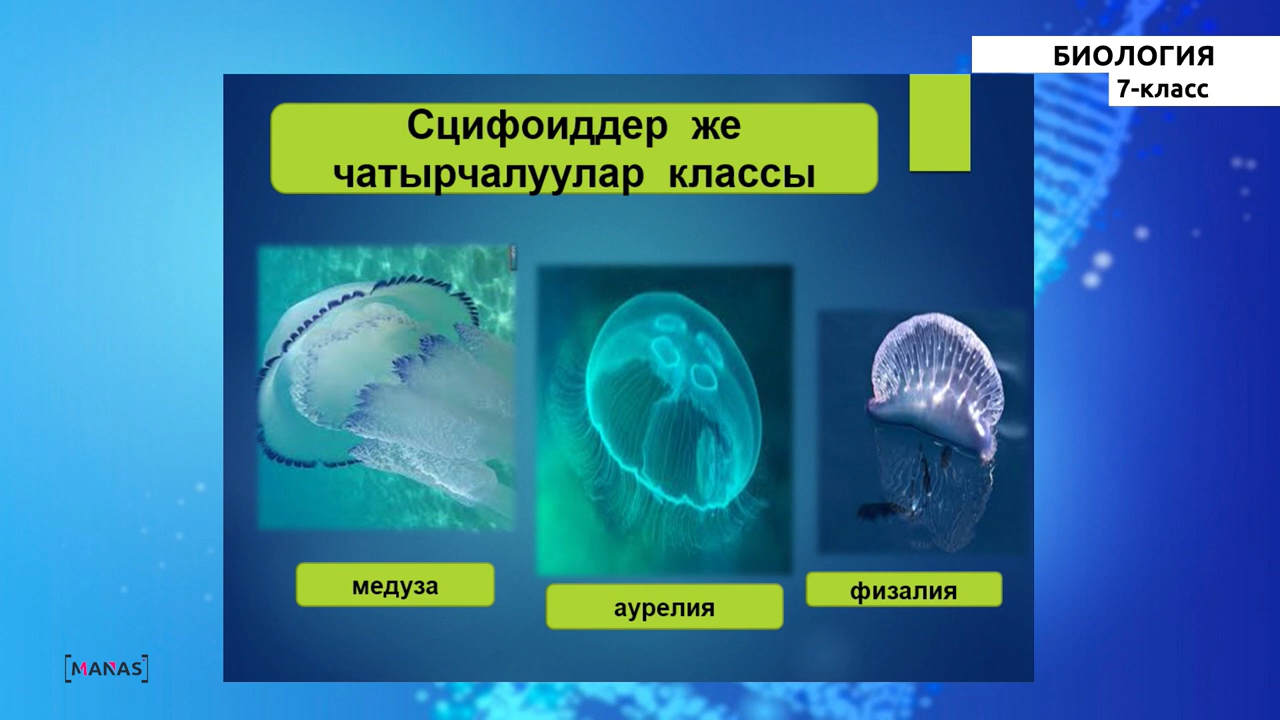 БИОЛОГИЯ
7-класс
Сцифоиддер же
чатырчалуулар классы
медуза
аурелия
физалия
[MANAS]